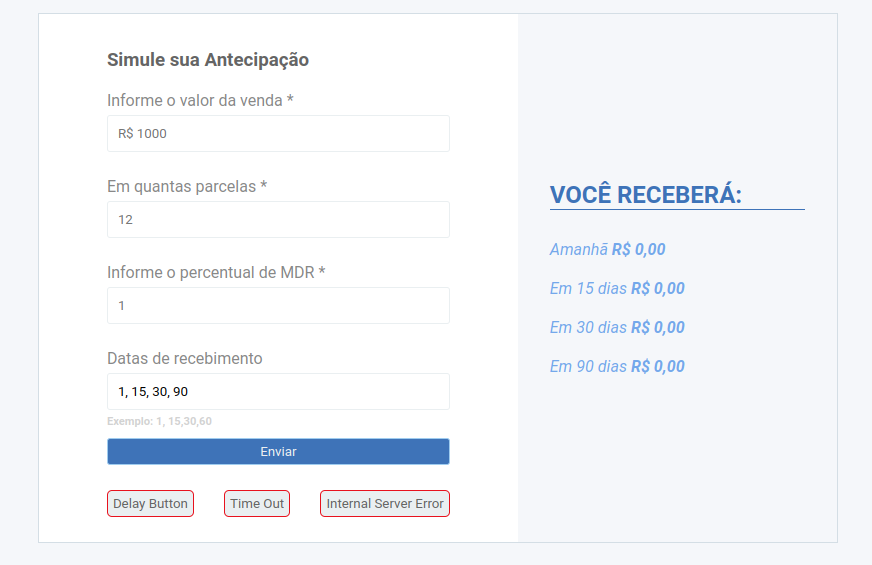 Simule sua Antecipação
Informe o valor da venda *
R$ 1000
Em quantas parcelas *
12
Informe o percentual de MDR *
1
Datas de recebimento
1, 15, 30, 90
Exemplo: 1, 15,30,60
Enviar
Delay Button
Time Out
Internal Server Error
VOCÊ RECEBERÁ:
Amanhã R$ 0,00
Em 15 dias R$ 0,00
Em 30 dias R$ 0,00
Em 90 dias R$ 0,00